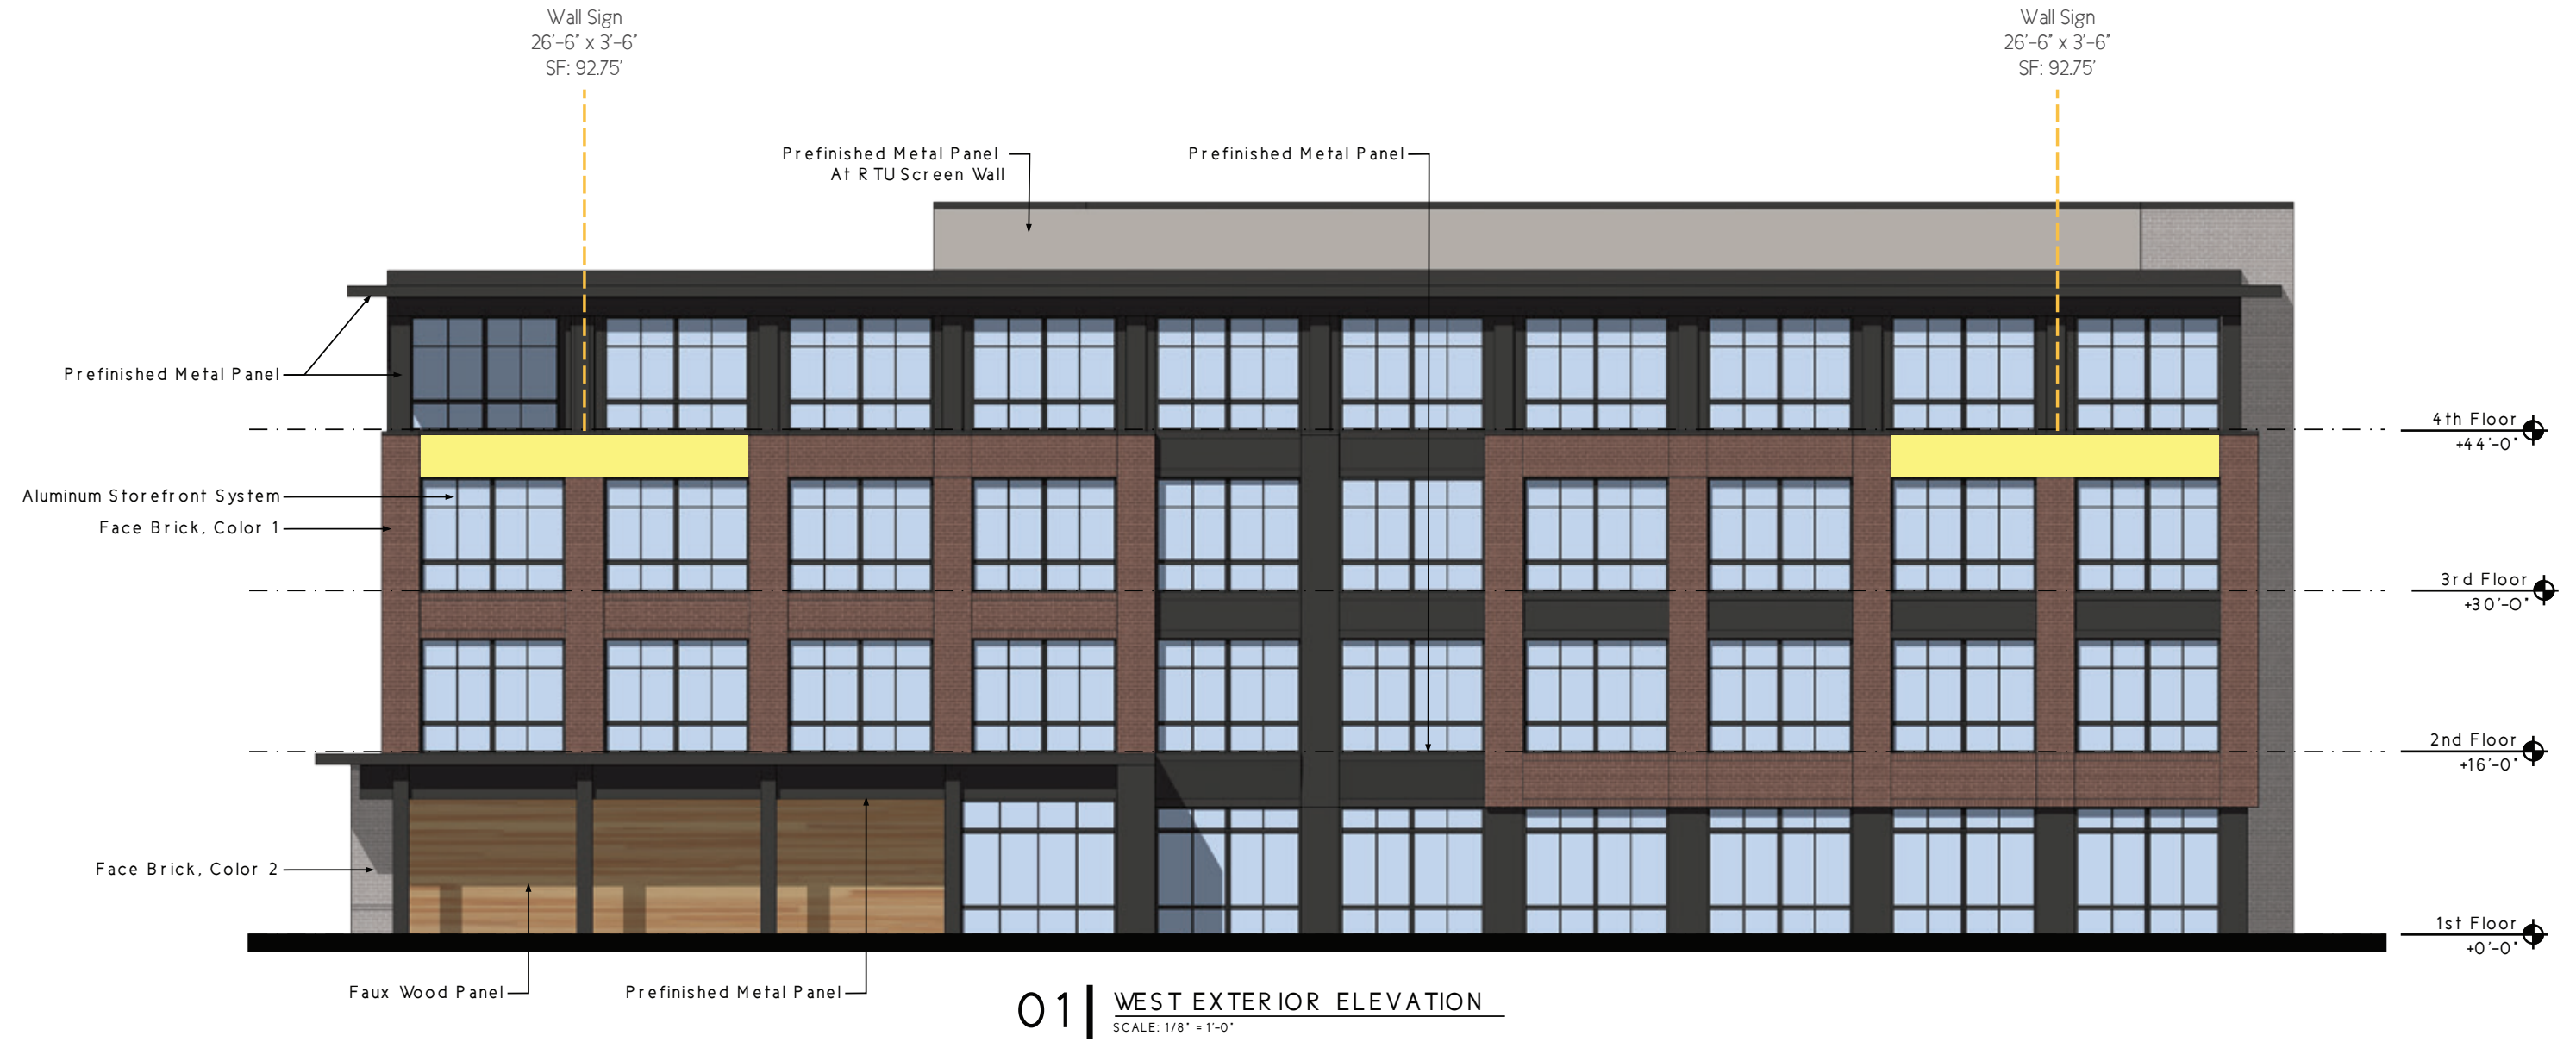 Wall Sign
26'-6" x 3'-6"
SF: 92.75'
Wall Sign
26'-6" x 3'-6"
SF: 92.75'
Prefinished Metal Panel
At RTU Screen Wall
Prefinished Metal Panel
Prefinished Metal Panel
4th Floor
+44'-0"
Aluminum Storefront System
Face Brick, Color 1
3rd Floor
+30'-0"
2nd Floor
+16'-0"
Face Brick, Color 2
1st Floor
+0'-0"
Faux Wood Panel
Prefinished Metal Panel
01
WEST EXTERIOR ELEVATION
SCALE: 1/8" = 1'-0"